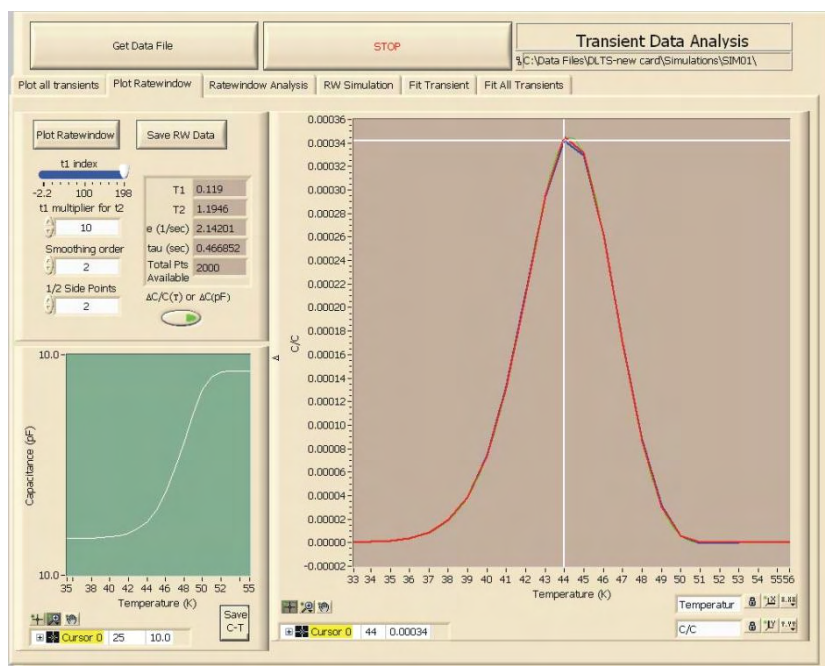 Get Data File
STOP
Transient Data Analysis
C:\Data Files\DLTS-new card\Simulations\SIM01\
Plot all transients Plot Ratewindow Ratewindow Analysis RW Simulation Fit Transient Fit All Transients
Plot Ratewindow Save RW Data
t1 index
-2.2 100 198
t1 multiplier for t2
10
Smoothing order
2
1/2 Side Points
2
T1 0.119
T2 1.1946
e (1/sec) 2.14201
tau (sec) 0.466852
Total Pts Available 2000
ΔC/C(τ) or ΔC(pF)
10.0
Capacitance (pF)
10.0
35 38 40 42 44 46 48 50 52 55
Temperature (K)
Save C-T
Cursor 0 25 10.0
0.00036
0.00034
0.00032
0.00030
0.00028
0.00026
0.00024
0.00022
0.00020
0.00018
0.00016
0.00014
0.00012
0.00010
0.00008
0.00006
0.00004
0.00002
0.00000
-0.00002
C/C
33 34 35 36 37 38 39 40 41 42 43 44 45 46 47 48 49 50 51 52 53 54 55 56
Temperature (K)
Cursor 0 44 0.00034
Temperatur
C/C